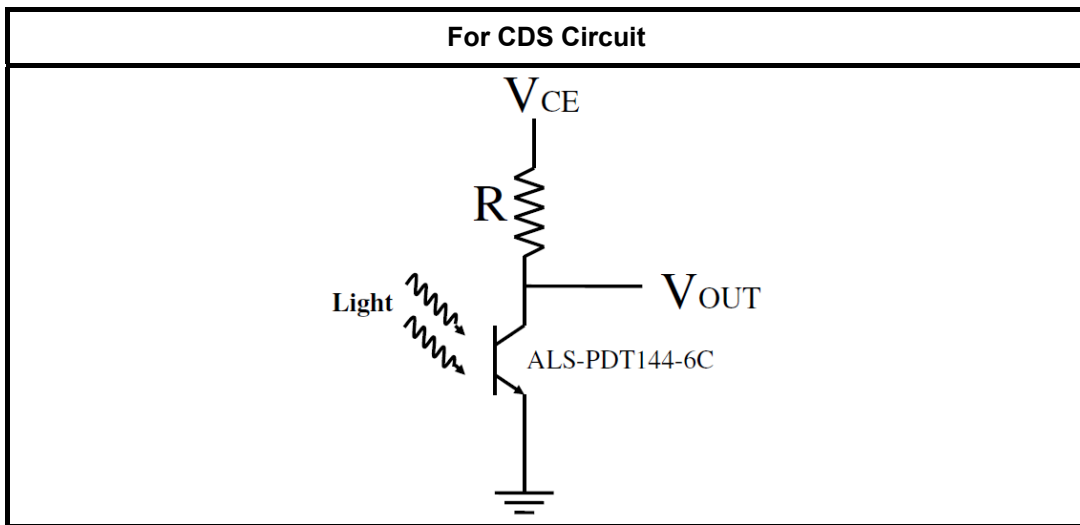 For CDS Circuit
VCE
R
VOUT
Light
ALS-PDT144-6C